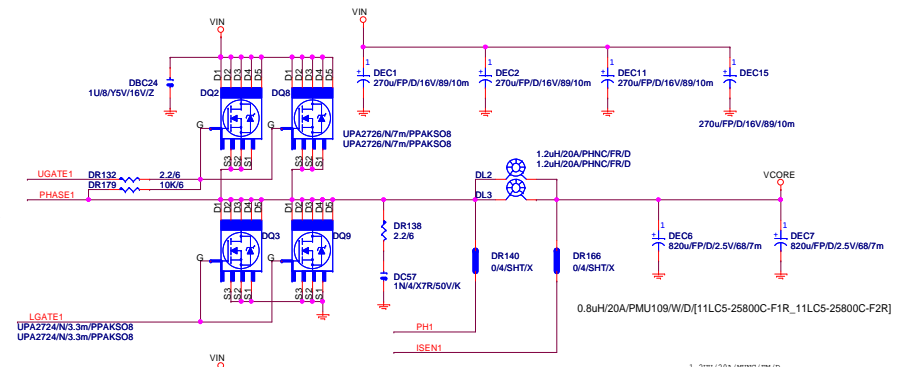 VIN
VIN
DBC24
1U/8/Y5V/16V/Z
D1
D2
D3
D4
D5
D1
D2
D3
D4
D5
DQ2
DQ8
G
G
S3
S2
S1
S3
S2
S1
UPA2726/N/7m/PPAKSO8
UPA2726/N/7m/PPAKSO8
1
DEC1
270u/FP/D/16V/89/10m
1
DEC2
270u/FP/D/16V/89/10m
1
DEC11
270u/FP/D/16V/89/10m
1
DEC15
270u/FP/D/16V/89/10m
UGATE1
DR132
2.2/6
DR179
10K/6
PHASE1
1.2uH/20A/PHNC/FR/D
1.2uH/20A/PHNC/FR/D
DL2
DL3
VCORE
D1
D2
D3
D4
D5
D1
D2
D3
D4
D5
DQ3
DQ9
G
G
S3
S2
S1
S3
S2
S1
DR138
2.2/6
DC57
1N/4/X7R/50V/K
DR140
0/4/SHT/X
DR166
0/4/SHT/X
1
DEC6
820u/FP/D/2.5V/68/7m
1
DEC7
820u/FP/D/2.5V/68/7m
0.8uH/20A/PMU109/W/D/[11LC5-25800C-F1R_11LC5-25800C-F2R]
LGATE1
UPA2724/N/3.3m/PPAKSO8
UPA2724/N/3.3m/PPAKSO8
PH1
ISEN1
VIN